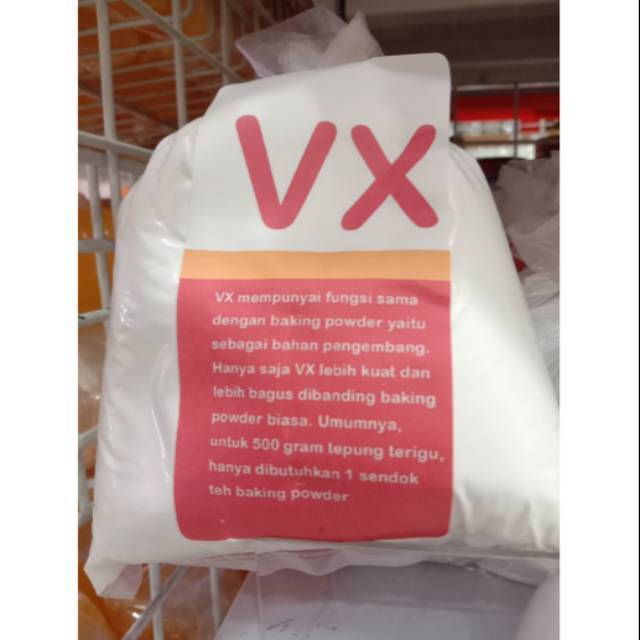 VX
VX mempunyai fungsi sama
dengan baking powder yaitu
sebagai bahan pengembang.
Hanya saja VX lebih kuat dan
lebih bagus dibanding baking
powder biasa. Umumnya,
untuk 500 gram tepung terigu,
hanya dibutuhkan 1 sendok
teh baking powder